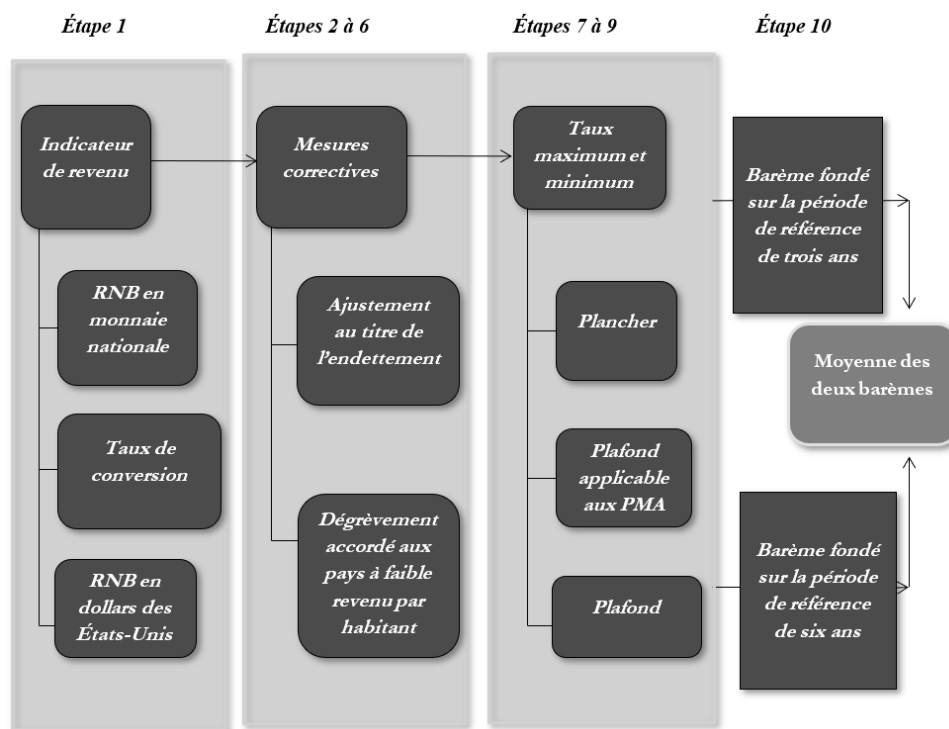 Étape 1
Étapes 2 à 6
Étapes 7 à 9
Étape 10
Indicateur
de revenu
RNB en
monnaie
nationale
Taux de
conversion
RNB en
dollars des
États-Unis
Mesures
correctives
Ajustement
au titre de
l'endettement
Dégrèvement
accordé aux
pays à faible
revenu par
habitant
Taux
maximum et
minimum
Plancher
Plafond
applicable
aux PMA
Plafond
Barème fondé
sur la période
de référence
de trois ans
Moyenne des
deux barèmes
Barème fondé
sur la période
de référence
de six ans